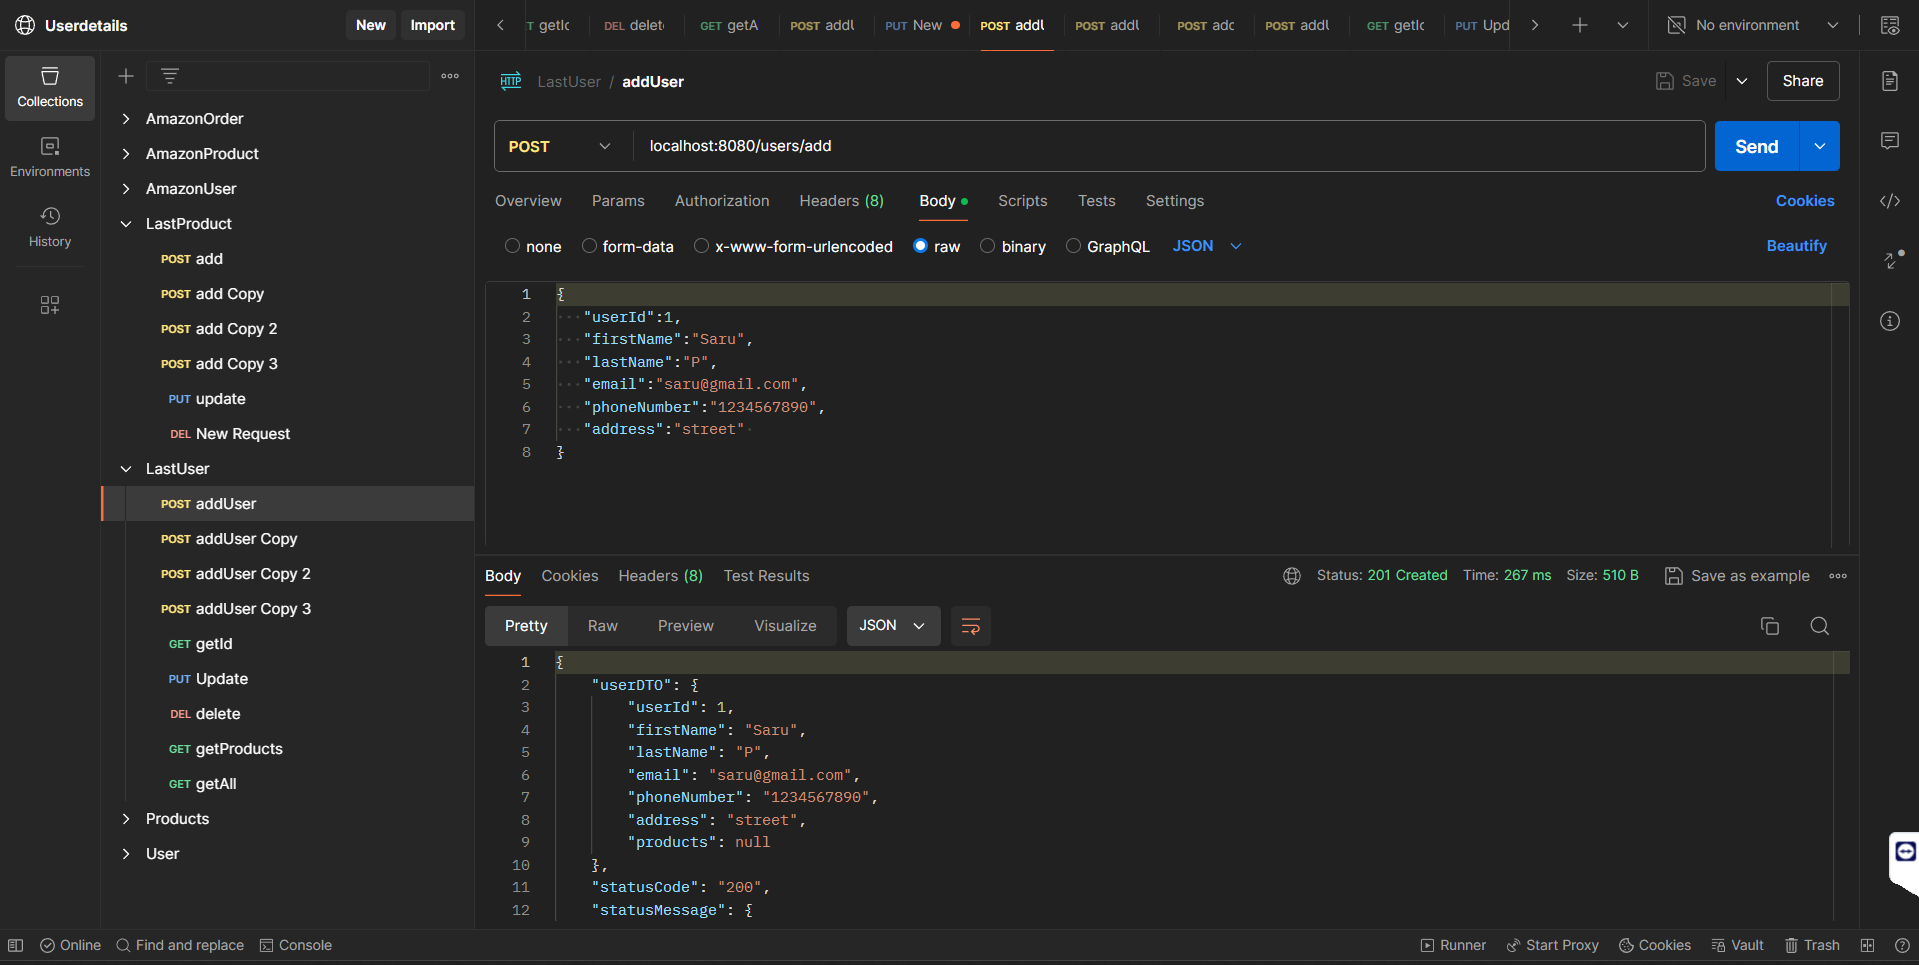 Userdetails
New
Import
getIc
DEL delet
GET getA
POST addU
PUT New
POST addU
POST addU
POST add
POST addU
GET getIc
PUT Upd
No environment
Collections
Environments
History
AmazonOrder
AmazonProduct
AmazonUser
LastProduct
POST add
POST add Copy
POST add Copy 2
POST add Copy 3
PUT update
DEL New Request
LastUser
POST addUser
POST addUser Copy
POST addUser Copy 2
POST addUser Copy 3
GET getId
PUT Update
DEL delete
GET getProducts
GET getAll
Products
User
HTTP LastUser / addUser
Save
Share
POST localhost:8080/users/add
Send
Overview Params Authorization Headers (8) Body Scripts Tests Settings Cookies
none form-data x-www-form-urlencoded raw binary GraphQL JSON Beautify
1 {
2 "userId":1,
3 "firstName":"Saru",
4 "lastName":"P",
5 "email":"saru@gmail.com",
6 "phoneNumber":"1234567890",
7 "address":"street"
8 }
Body Cookies Headers (8) Test Results Status: 201 Created Time: 267 ms Size: 510 B Save as example
Pretty Raw Preview Visualize JSON
1 {
2 "userDTO": {
3 "userId": 1,
4 "firstName": "Saru",
5 "lastName": "P",
6 "email": "saru@gmail.com",
7 "phoneNumber": "1234567890",
8 "address": "street",
9 "products": null
10 },
11 "statusCode": "200",
12 "statusMessage": {
Online Find and replace Console Runner Start Proxy Cookies Vault Trash